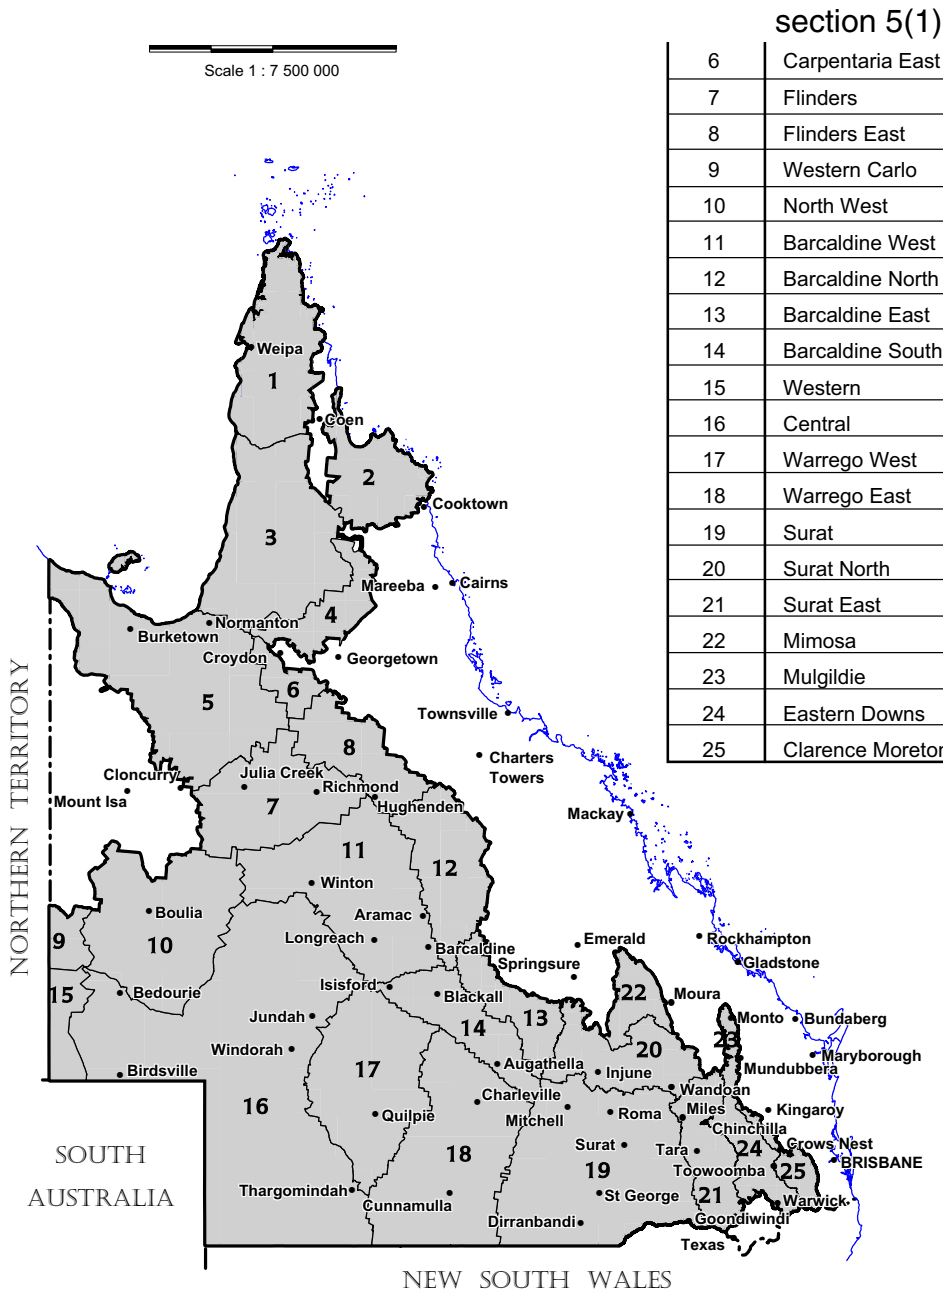 section 5(1)
Scale 1 : 7 500 000
6 Carpentaria East
7 Flinders
8 Flinders East
9 Western Carlo
10 North West
11 Barcaldine West
12 Barcaldine North
13 Barcaldine East
14 Barcaldine South
15 Western
16 Central
17 Warrego West
18 Warrego East
19 Surat
20 Surat North
21 Surat East
22 Mimosa
23 Mulgildie
24 Eastern Downs
25 Clarence Moreton
Weipa
1
Coen
2
Cooktown
3
Mareeba
Cairns
4
Normanton
Burketown
Croydon
Georgetown
6
5
Townsville
8
Charters
Towers
Cloncurry
Julia Creek
Mount Isa
Richmond
7
Hughenden
Mackay
11
12
Winton
Boulia
Aramac
9
10
Longreach
Barcaldine
Emerald
Rockhampton
Springsure
Gladstone
15
Bedourie
Isisford
Blackall
22
Moura
Jundah
14
13
Monto
Bundaberg
23
Windorah
20
Maryborough
17
Augathella
Injune
Mundubbera
Birdsville
Wandoan
16
Charleville
Quilpie
Mitchell
Roma
Miles
Kingaroy
Chinchilla
Surat
Tara
24
Crows Nest
18
Toowoomba
BRISBANE
19
25
Thargomindah
Cunnamulla
St George
21
Warwick
Dirranbandi
Goondiwindi
Texas
NORTHERN TERRITORY
SOUTH
AUSTRALIA
NEW SOUTH WALES